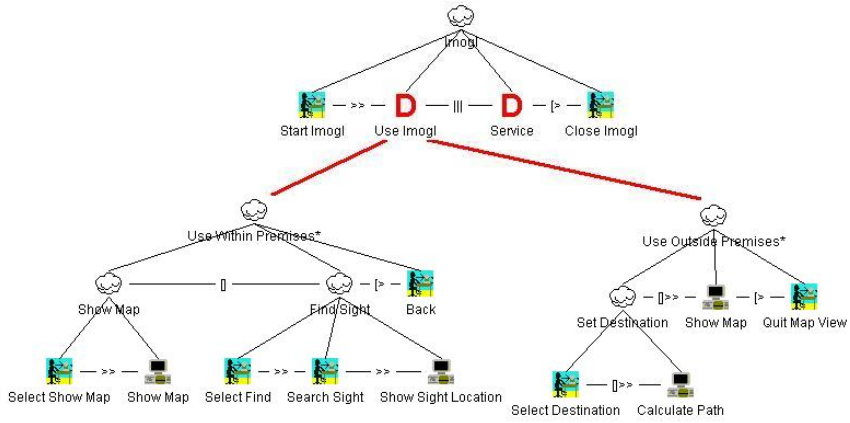 Imogl
D
D
>>
|||
[>
Start Imogl
Use Imogl
Service
Close Imogl
Use Within Premises*
Use Outside Premises*
[]
[>
[]>>
[>
Show Map
Find Sight
Back
Set Destination
Show Map
Quit Map View
>>
>>
>>
[]>>
Select Show Map
Show Map
Select Find
Search Sight
Show Sight Location
Select Destination
Calculate Path